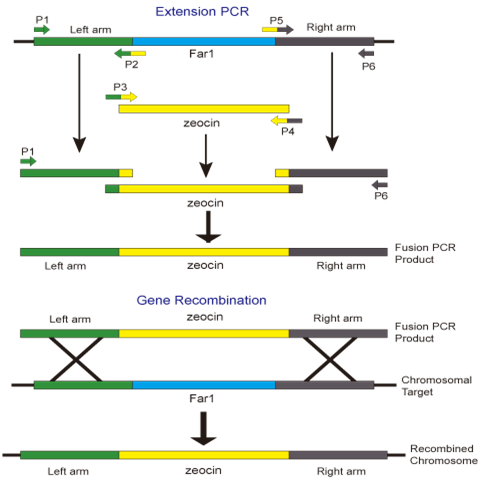 Extension PCR
P1
Left arm
P5
Right arm
P2
Far1
P6
P3
zeocin
P4
P1
zeocin
P6
Fusion PCR
Product
Left arm
zeocin
Right arm
Gene Recombination
Left arm
zeocin
Right arm
Fusion PCR
Product
Chromosomal
Target
Far1
Recombined
Chromosome
Left arm
zeocin
Right arm